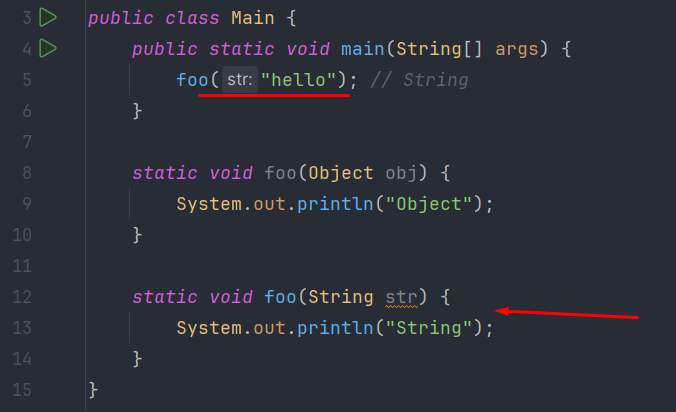 3 public class Main {
4 public static void main(String[] args) {
5 foo( str: "hello"); // String
6 }
7
8 static void foo(Object obj) {
9 System.out.println("Object");
10 }
11
12 static void foo(String str) {
13 System.out.println("String");
14 }
15 }